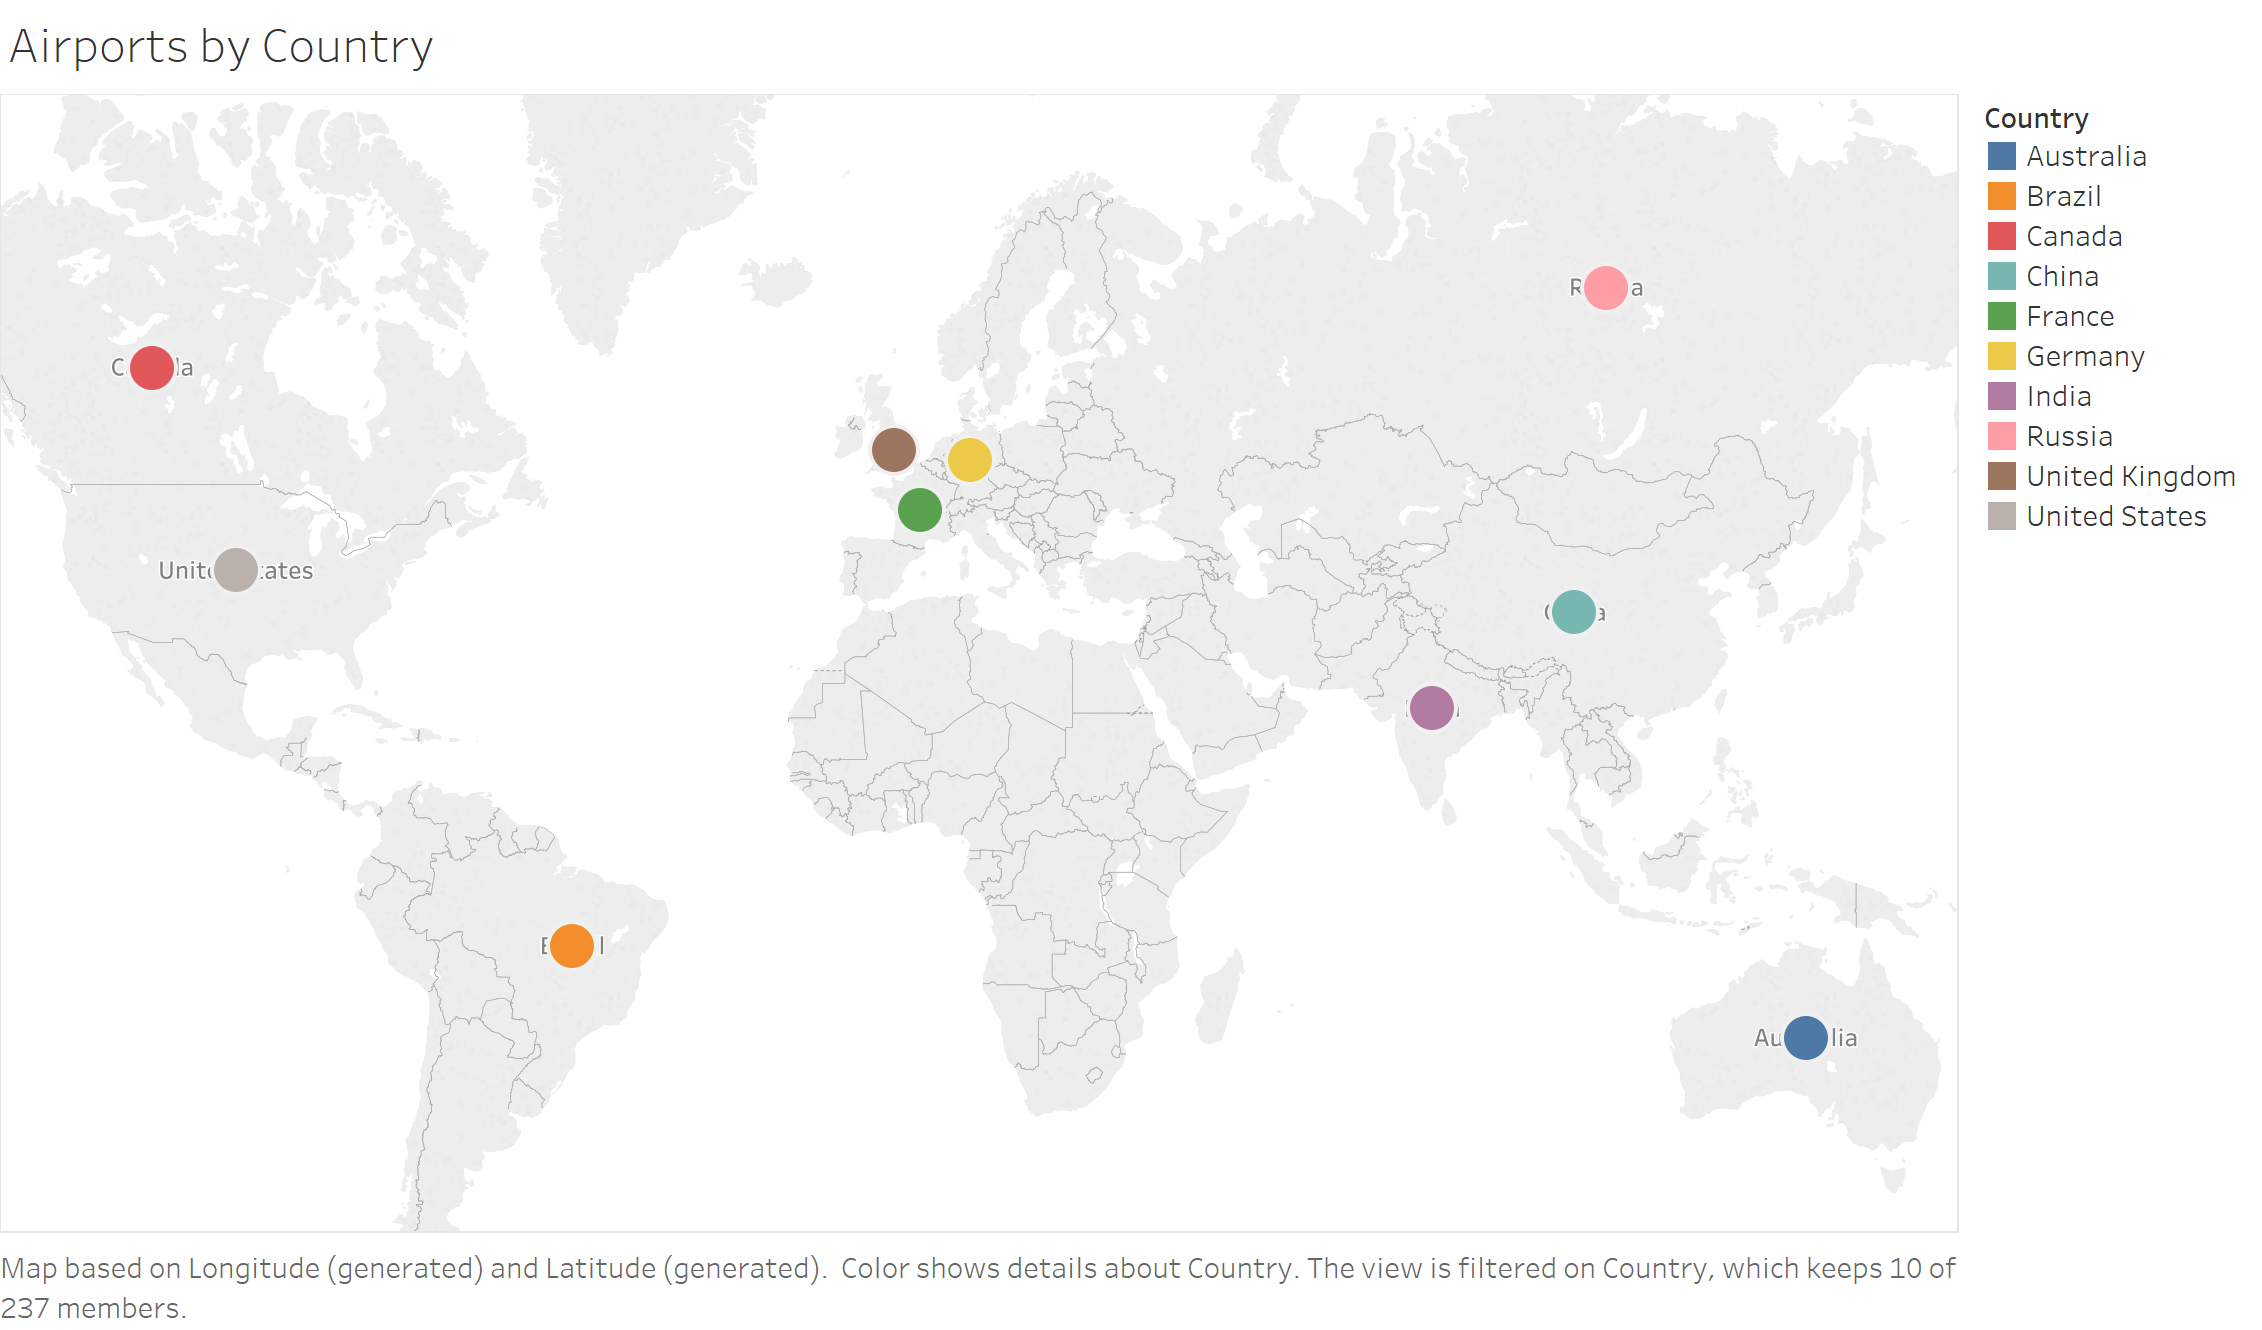 Airports by Country
Country
Australia
Brazil
Canada
China
France
Germany
India
Russia
United Kingdom
United States
Map based on Longitude (generated) and Latitude (generated).  Color shows details about Country. The view is filtered on Country, which keeps 10 of
237 members.